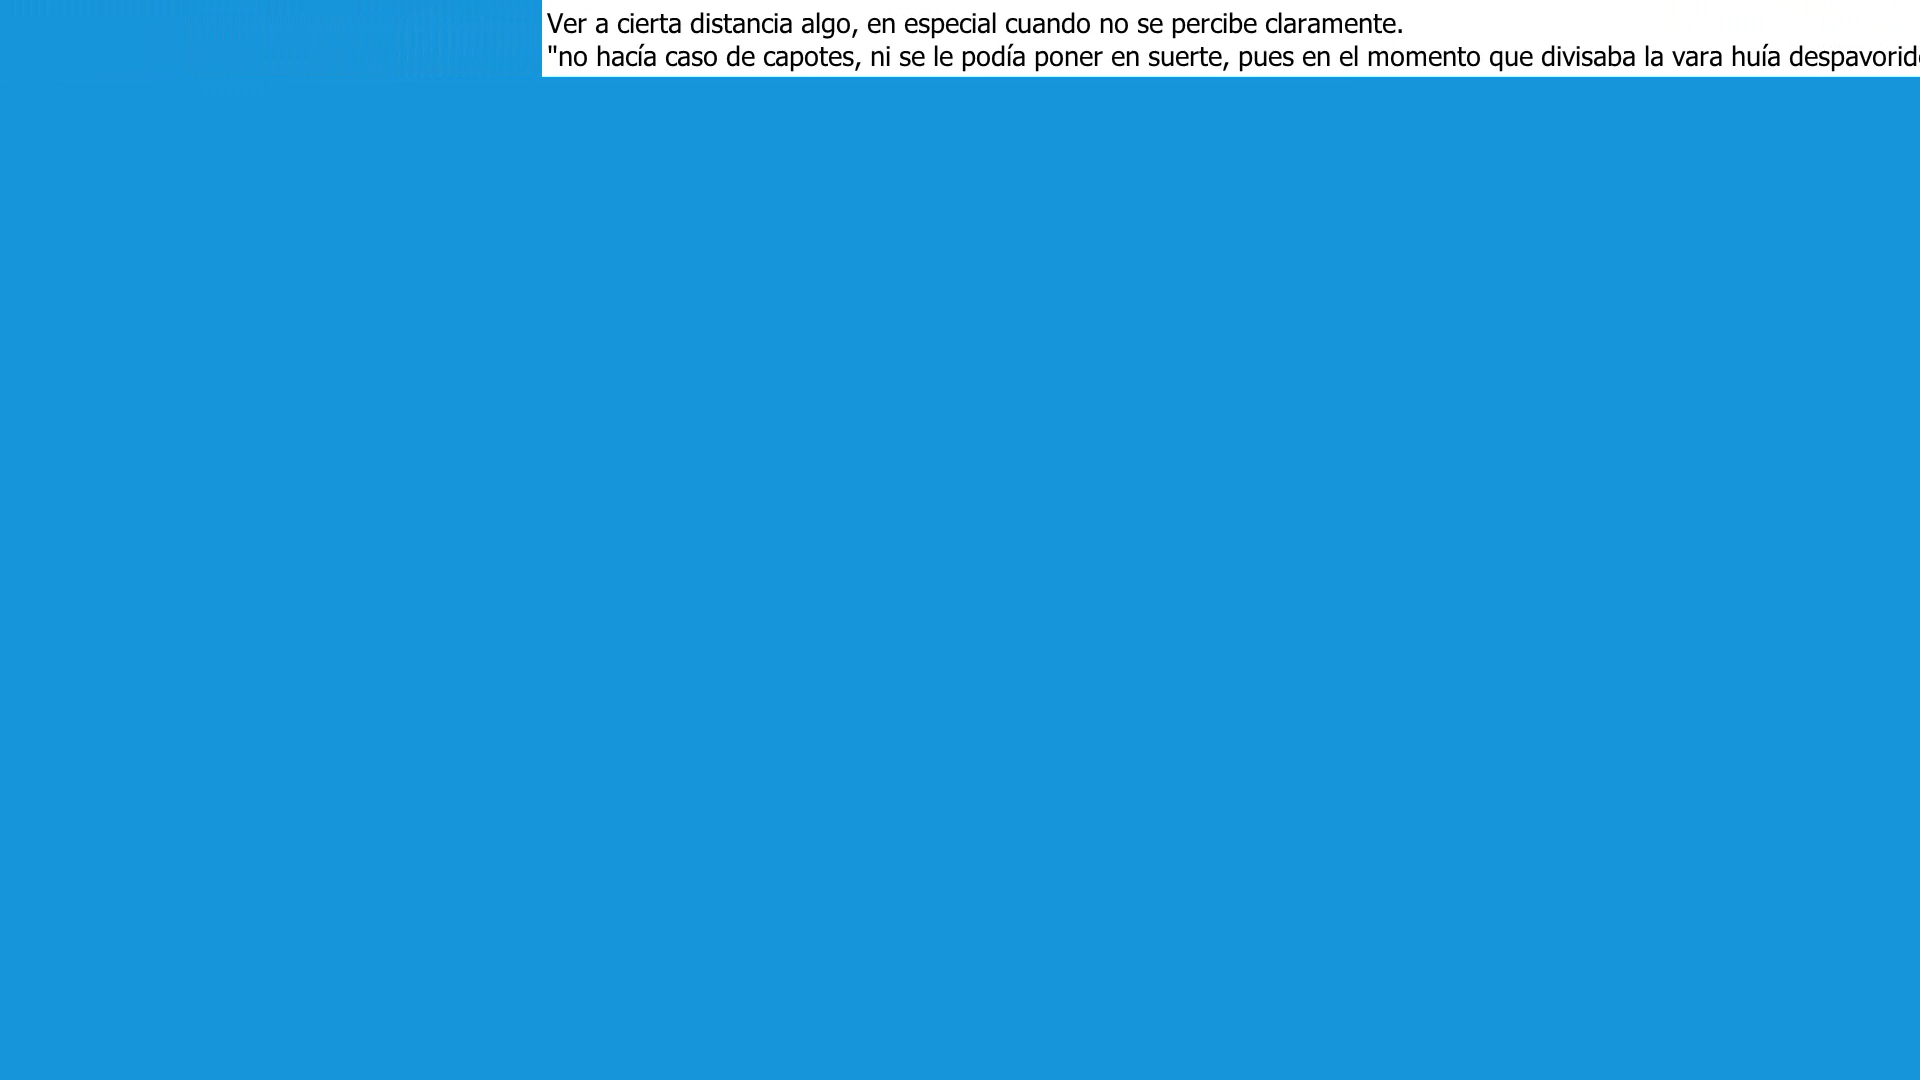 Ver a cierta distancia algo, en especial cuando no se percibe claramente.
"no hacía caso de capotes, ni se le podía poner en suerte, pues en el momento que divisaba la vara huía